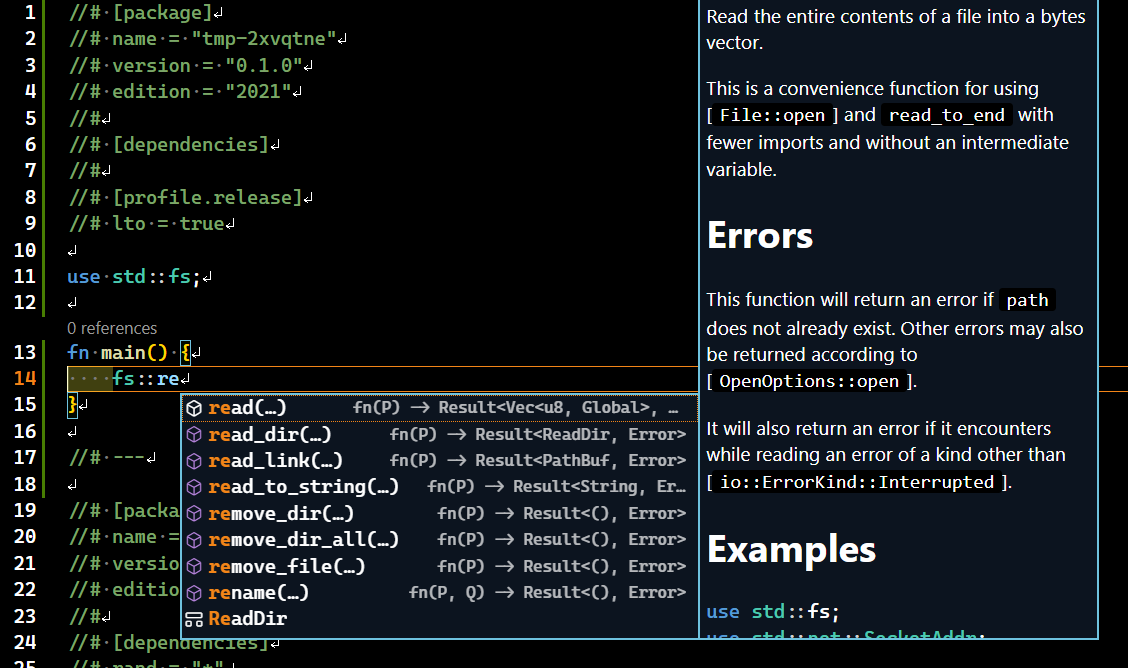 1 //# [package]
2 //# name = "tmp-2xvqtne"
3 //# version = "0.1.0"
4 //# edition = "2021"
5 //#
6 //# [dependencies]
7 //#
8 //# [profile.release]
9 //# lto = true
10
11 use std::fs;
12
0 references
13 fn main() {
14 fs::re
15 }
16
17 //# ---
18
19 //# [packa
20 //# name =
21 //# versio
22 //# editio
23 //#
24 //# [dependencies]
25 //# rand = "*"
read(…) fn(P) -> Result<Vec<u8, Global>, …
read_dir(…) fn(P) -> Result<ReadDir, Error>
read_link(…) fn(P) -> Result<PathBuf, Error>
read_to_string(…) fn(P) -> Result<String, Er…
remove_dir(…) fn(P) -> Result<(), Error>
remove_dir_all(…) fn(P) -> Result<(), Error>
remove_file(…) fn(P) -> Result<(), Error>
rename(…) fn(P, Q) -> Result<(), Error>
ReadDir
Read the entire contents of a file into a bytes
vector.
This is a convenience function for using
[ File::open ] and read_to_end with
fewer imports and without an intermediate
variable.
Errors
This function will return an error if path
does not already exist. Other errors may also
be returned according to
[ OpenOptions::open ].
It will also return an error if it encounters
while reading an error of a kind other than
[ io::ErrorKind::Interrupted ].
Examples
use std::fs;
use std::net::SocketAddr;